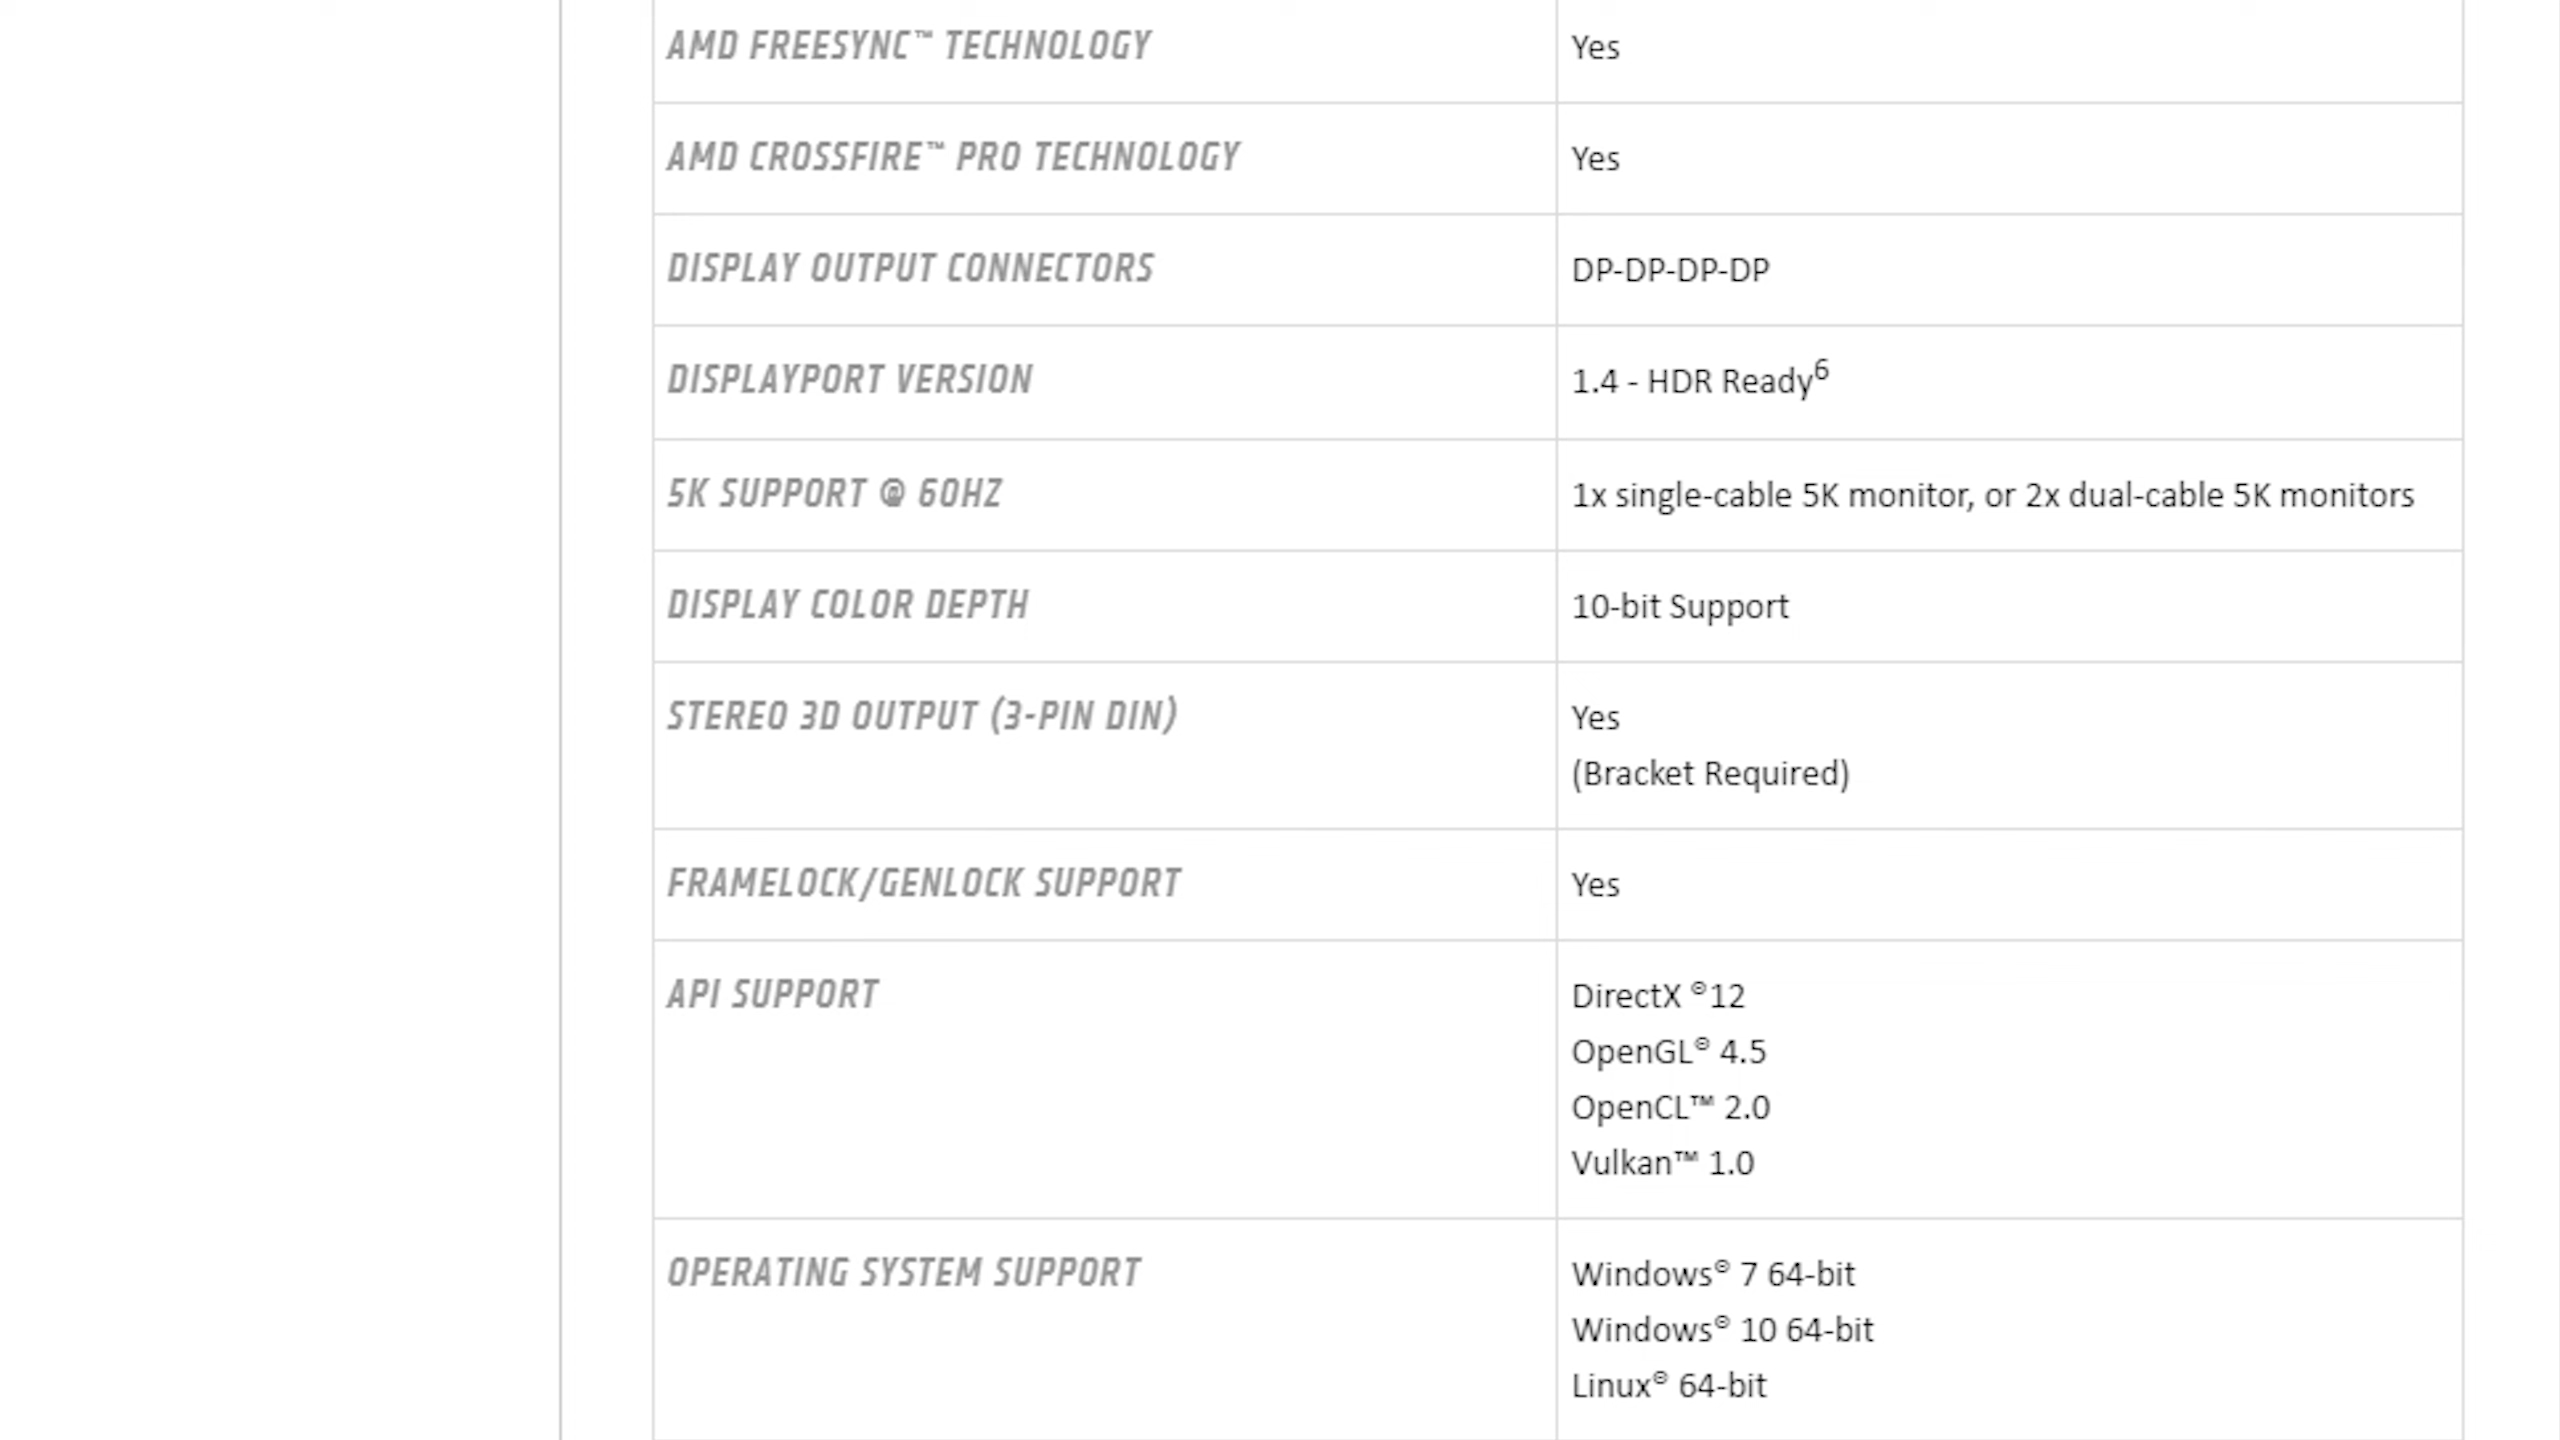 AMD FREESYNC™ TECHNOLOGY Yes
AMD CROSSFIRE™ PRO TECHNOLOGY Yes
DISPLAY OUTPUT CONNECTORS DP-DP-DP-DP
DISPLAYPORT VERSION 1.4 - HDR Ready⁶
5K SUPPORT @ 60HZ 1x single-cable 5K monitor, or 2x dual-cable 5K monitors
DISPLAY COLOR DEPTH 10-bit Support
STEREO 3D OUTPUT (3-PIN DIN) Yes
(Bracket Required)
FRAMELOCK/GENLOCK SUPPORT Yes
API SUPPORT DirectX ®12
OpenGL® 4.5
OpenCL™ 2.0
Vulkan™ 1.0
OPERATING SYSTEM SUPPORT Windows® 7 64-bit
Windows® 10 64-bit
Linux® 64-bit